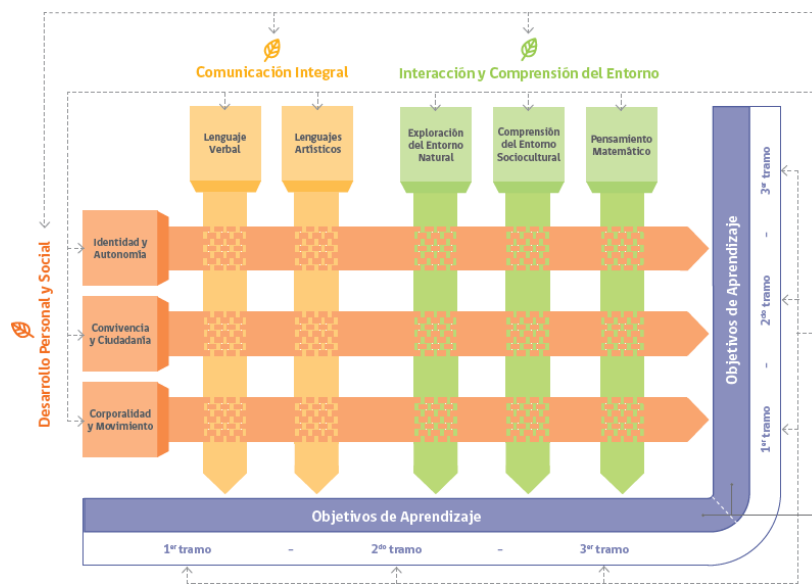 Comunicación Integral
Interacción y Comprensión del Entorno
Lenguaje
Verbal
Lenguajes
Artísticos
Exploración
del Entorno
Natural
Comprensión
del Entorno
Sociocultural
Pensamiento
Matemático
Desarrollo Personal y Social
Identidad y
Autonomía
Convivencia
y Ciudadanía
Corporalidad
y Movimiento
Objetivos de Aprendizaje
3er tramo
–
2do tramo
–
1er tramo
Objetivos de Aprendizaje
1er tramo – 2do tramo – 3er tramo